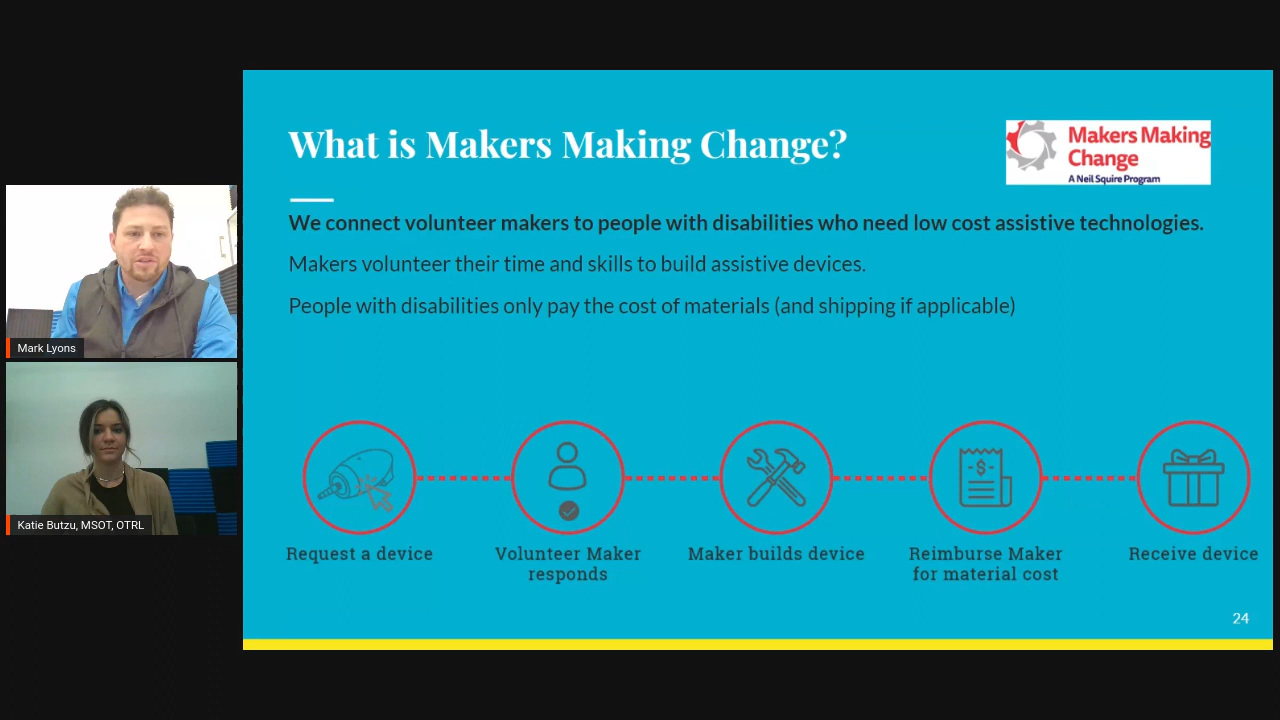 What is Makers Making Change?
Makers Making
Change
A Neil Squire Program
We connect volunteer makers to people with disabilities who need low cost assistive technologies.
Makers volunteer their time and skills to build assistive devices.
People with disabilities only pay the cost of materials (and shipping if applicable)
Mark Lyons
Katie Butzu, MSOT, OTRL
-$-
Request a device
Volunteer Maker
responds
Maker builds device
Reimburse Maker
for material cost
Receive device
24